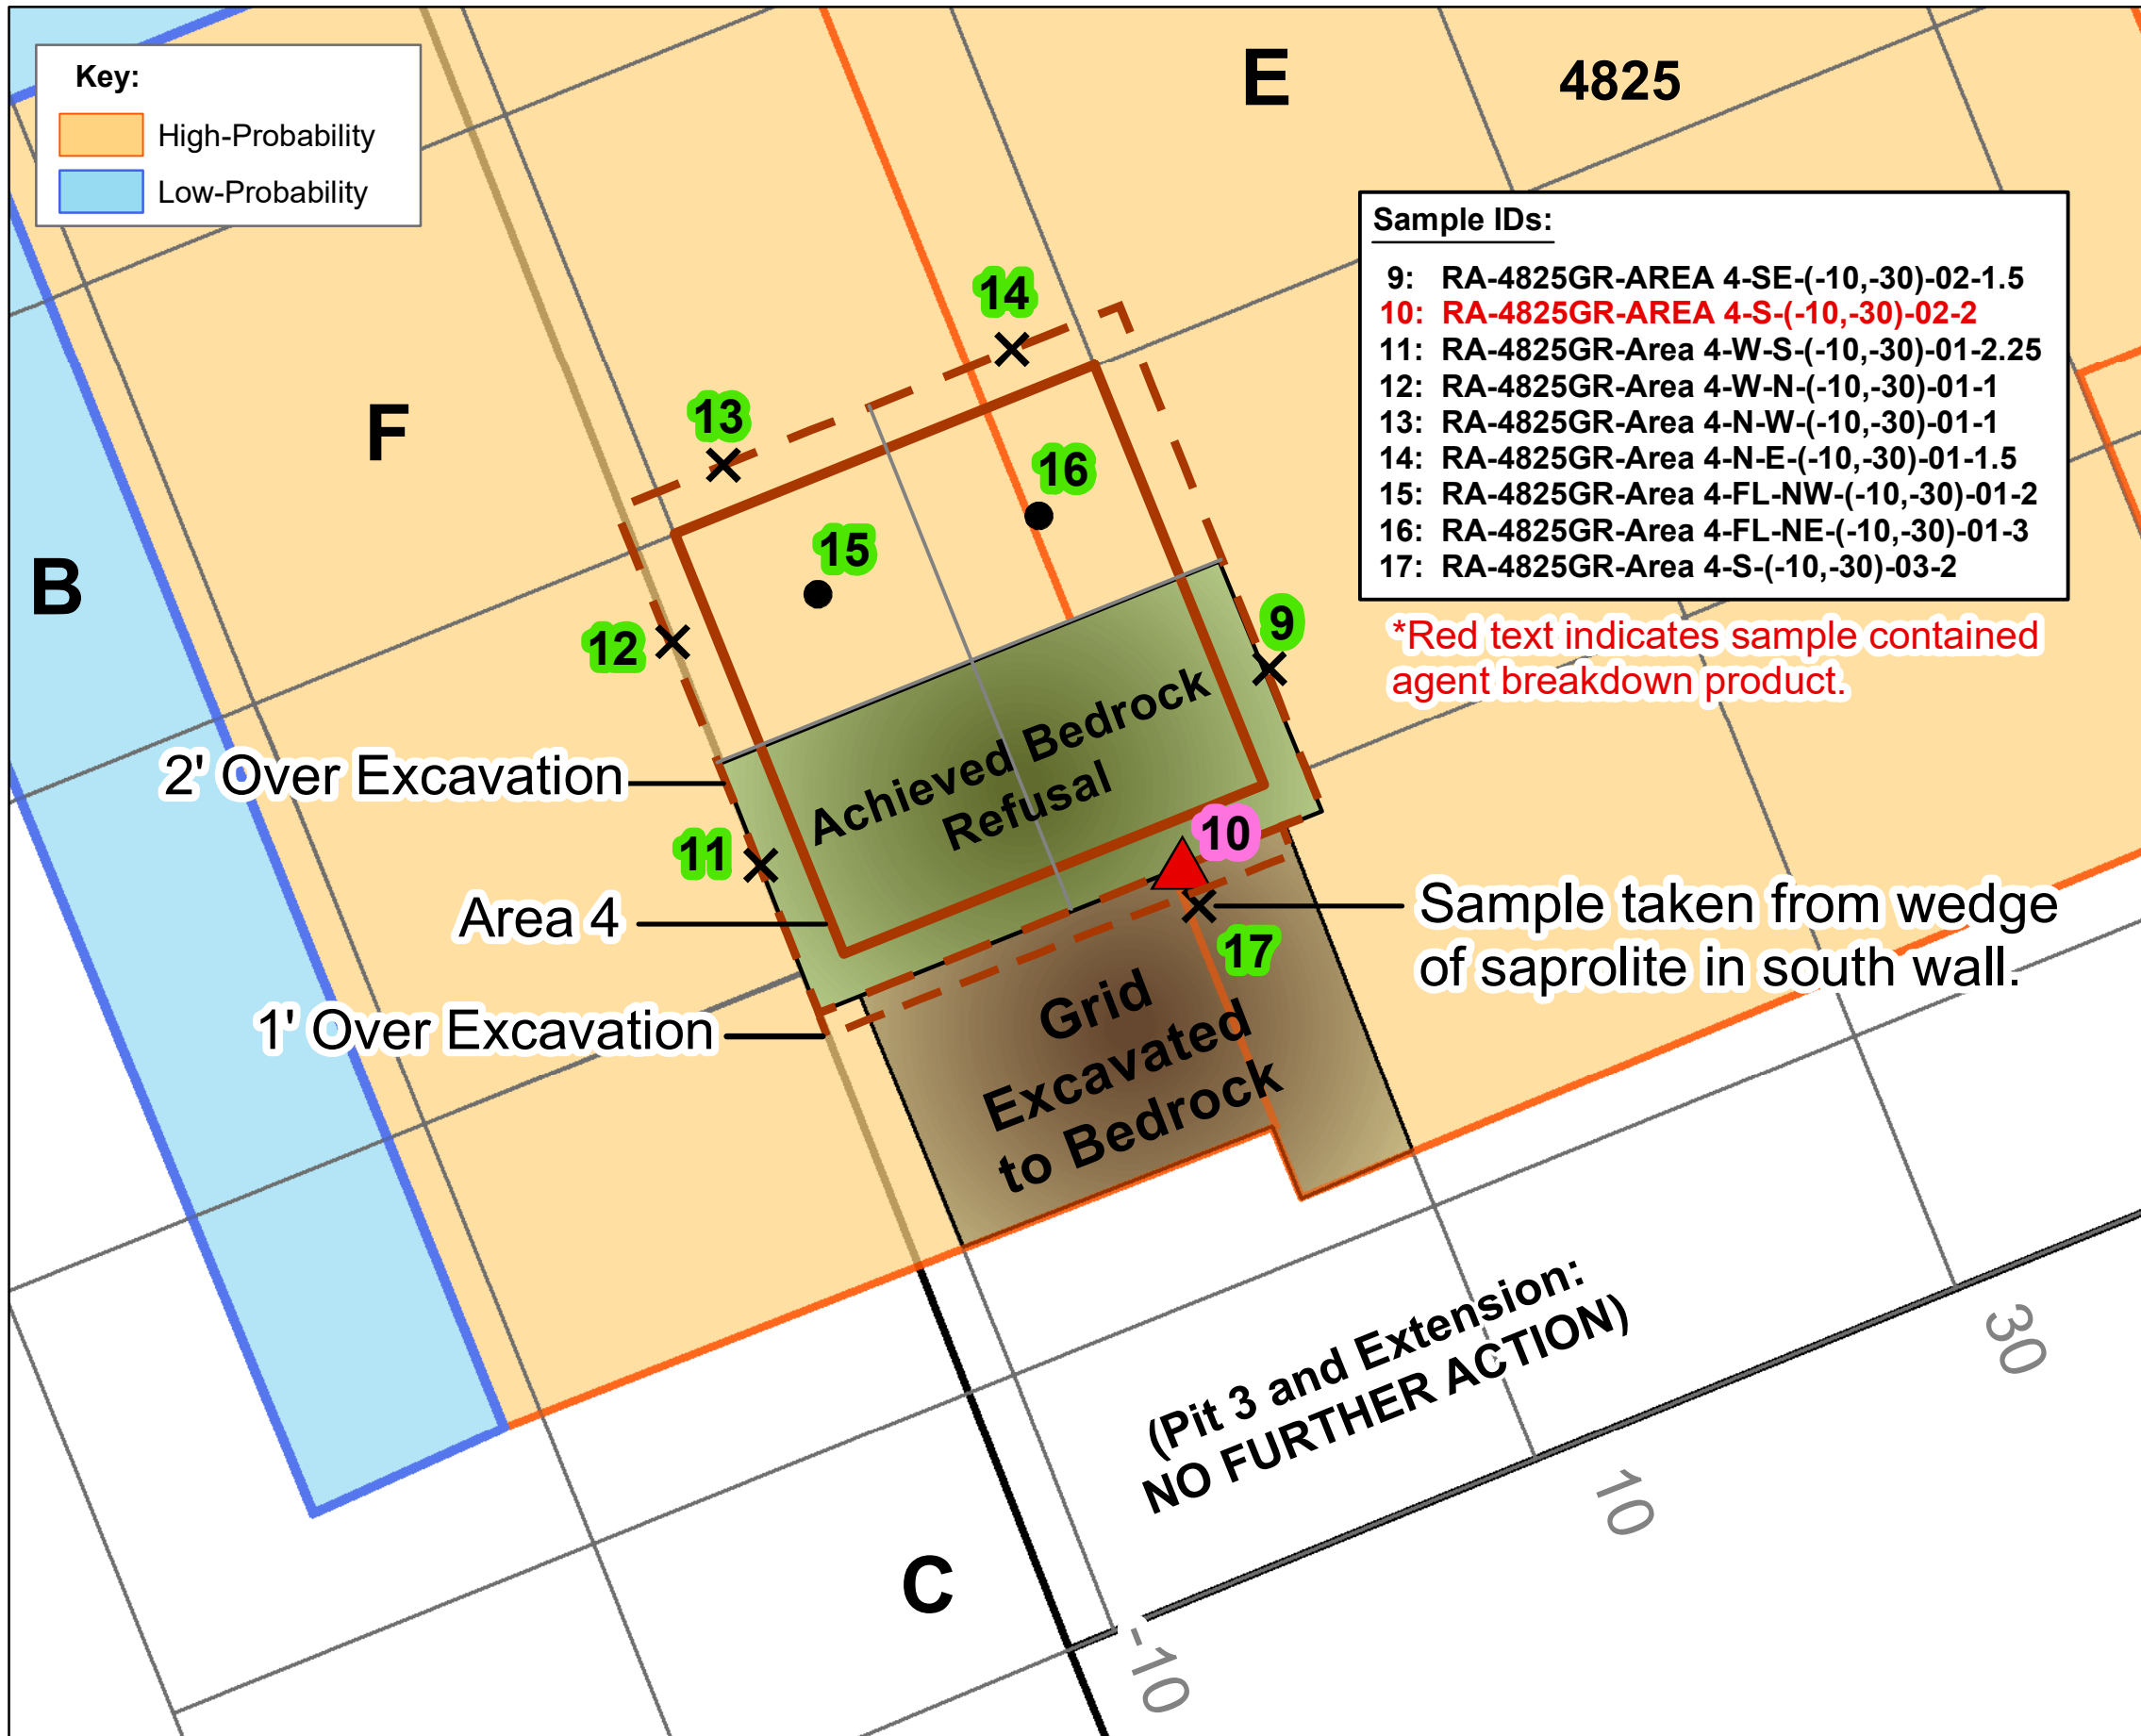 Key:
High-Probability
Low-Probability
E
4825
Sample IDs:
9: RA-4825GR-AREA 4-SE-(-10,-30)-02-1.5
10: RA-4825GR-AREA 4-S-(-10,-30)-02-2
11: RA-4825GR-Area 4-W-S-(-10,-30)-01-2.25
12: RA-4825GR-Area 4-W-N-(-10,-30)-01-1
13: RA-4825GR-Area 4-N-W-(-10,-30)-01-1
14: RA-4825GR-Area 4-N-E-(-10,-30)-01-1.5
15: RA-4825GR-Area 4-FL-NW-(-10,-30)-01-2
16: RA-4825GR-Area 4-FL-NE-(-10,-30)-01-3
17: RA-4825GR-Area 4-S-(-10,-30)-03-2
*Red text indicates sample contained
agent breakdown product.
14
13
F
16
15
B
12
9
2' Over Excavation
Achieved Bedrock
Refusal
10
11
Area 4
Sample taken from wedge
of saprolite in south wall.
17
1' Over Excavation
Grid
Excavated
to Bedrock
(Pit 3 and Extension:
NO FURTHER ACTION)
30
10
C
-10